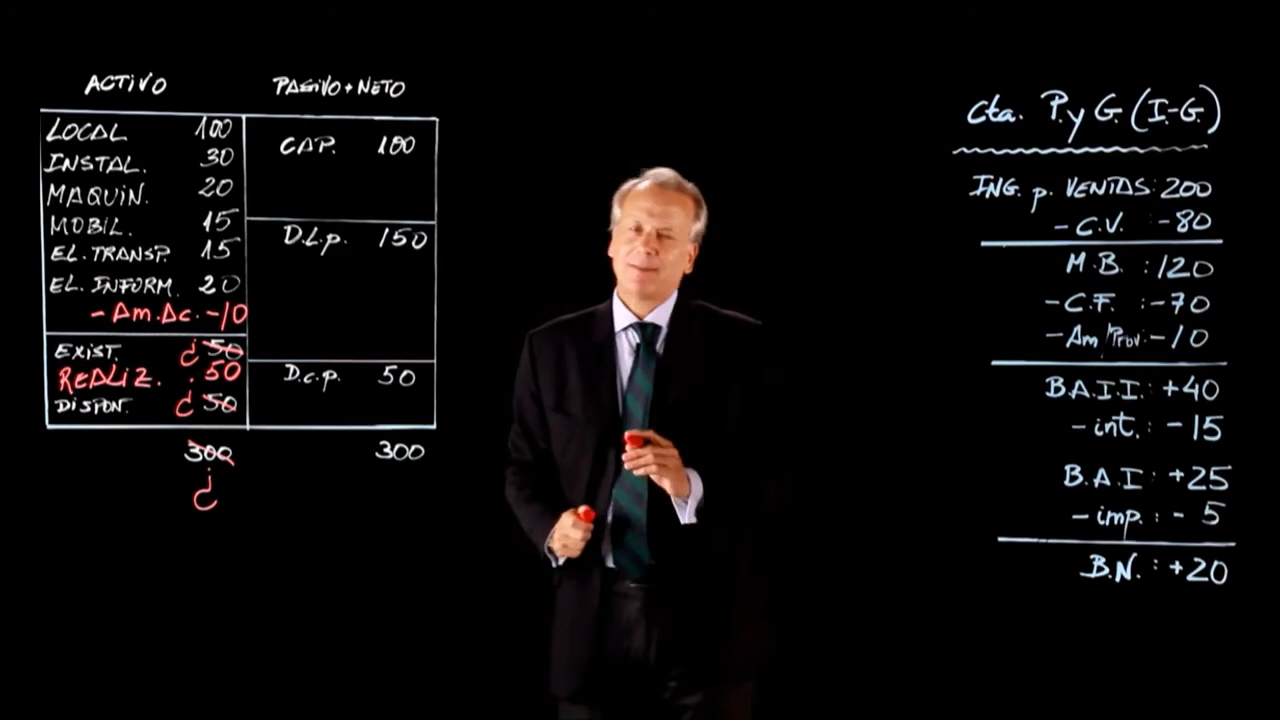 ACTIVO
LOCAL 100
INSTAL. 30
MAQUIN. 20
MOBIL. 15
EL. TRANSP. 15
EL. INFORM. 20
- Am. Ac. -10
EXIST. ¿ 50
REALIZ. 50
DISPON. ¿ 50
300
¿
PASIVO + NETO
CAP. 100
D.L.p. 150
D.c.p. 50
300
Cta. P. y G. (I-G.)
ING. p. VENTAS: 200
- C.V. : -80
M.B. : 120
- C.F. : -70
- Am/Prov: -10
B.A.I.I. : +40
- int. : -15
B.A.I : +25
- imp. : - 5
B.N. : +20